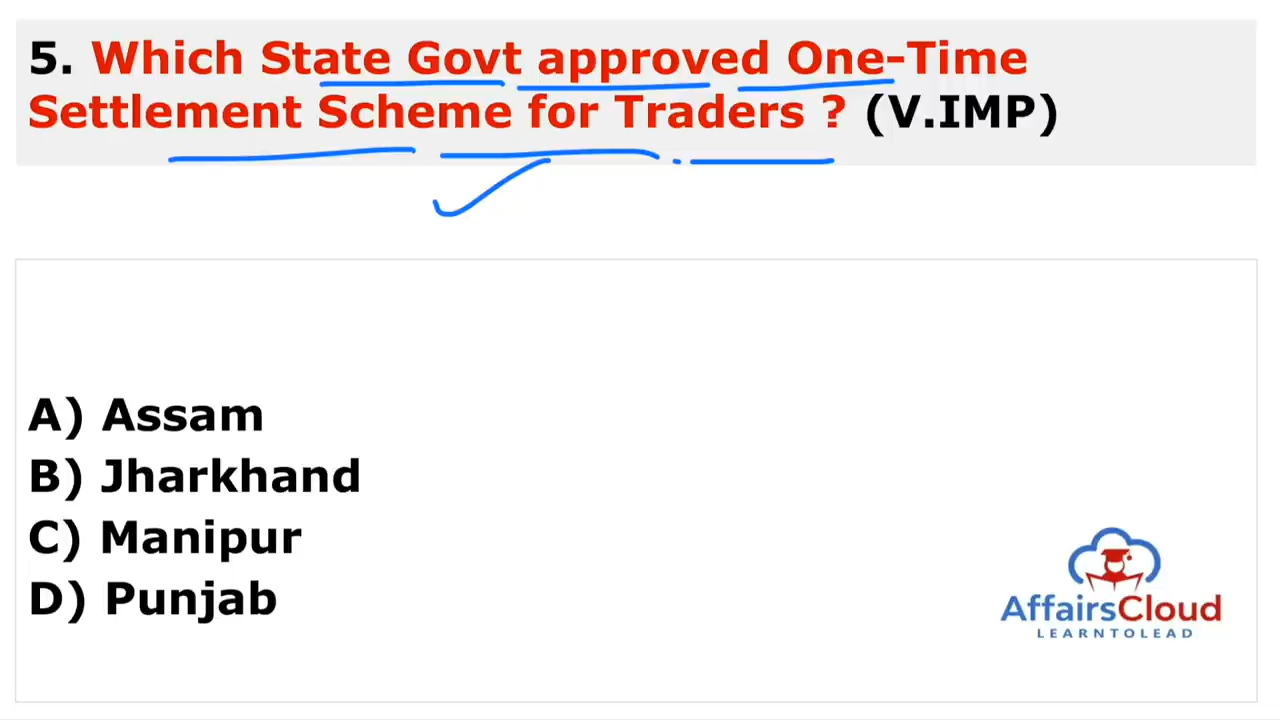 5. Which State Govt approved One-Time
Settlement Scheme for Traders ? (V.IMP)
A) Assam
B) Jharkhand
C) Manipur
D) Punjab
AffairsCloud
LEARNTOLEAD